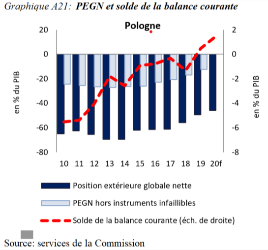 Graphique A21: PEGN et solde de la balance courante
Pologne
20 2
0 0
-20 -2
-40 -4
-60 -6
-80 -8
en % du PIB
en % du PIB
10 11 12 13 14 15 16 17 18 19 20f
Position extérieure globale nette
PEGN hors instruments infaillibles
Solde de la balance courante (éch. de droite)
Source: services de la Commission